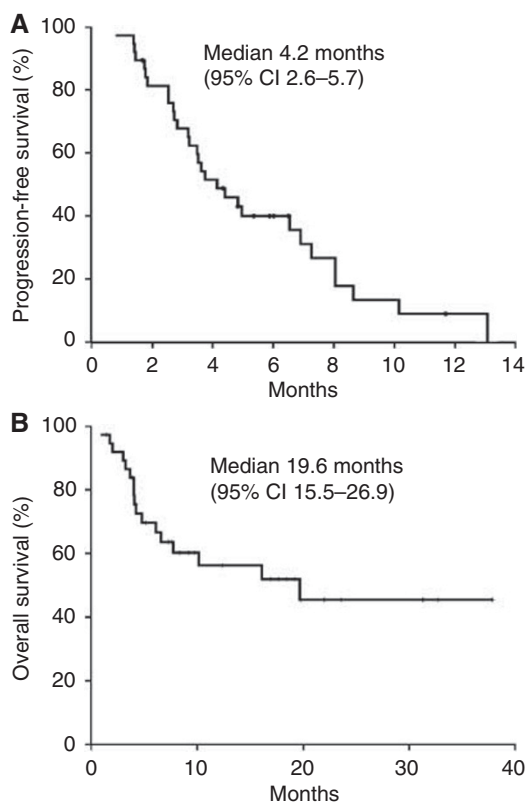 A
Progression-free survival (%)
100
80
60
40
20
0
Median 4.2 months
(95% CI 2.6–5.7)
0 2 4 6 8 10 12 14
Months
B
Overall survival (%)
100
80
60
40
20
0
Median 19.6 months
(95% CI 15.5–26.9)
0 10 20 30 40
Months